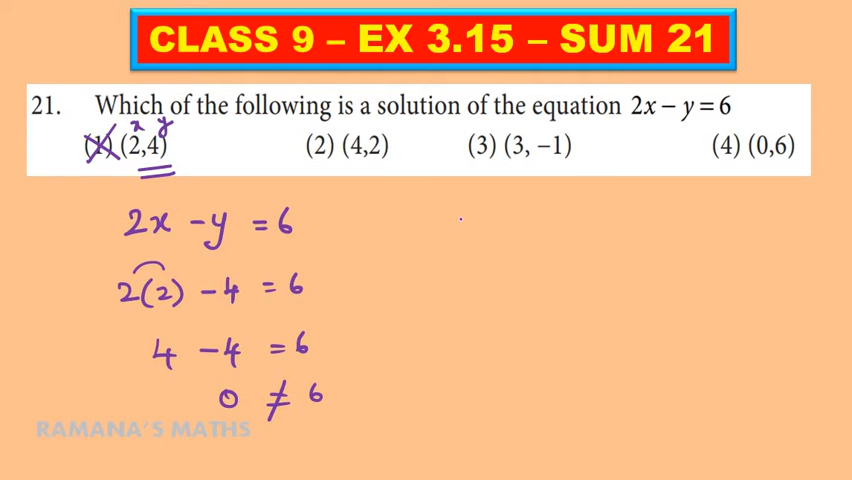 CLASS 9 – EX 3.15 – SUM 21
21. Which of the following is a solution of the equation 2x – y = 6
x y
(1) (2,4) (2) (4,2) (3) (3, –1) (4) (0,6)
2x - y = 6
2(2) - 4 = 6
4 - 4 = 6
0 ≠ 6
RAMANA'S MATHS